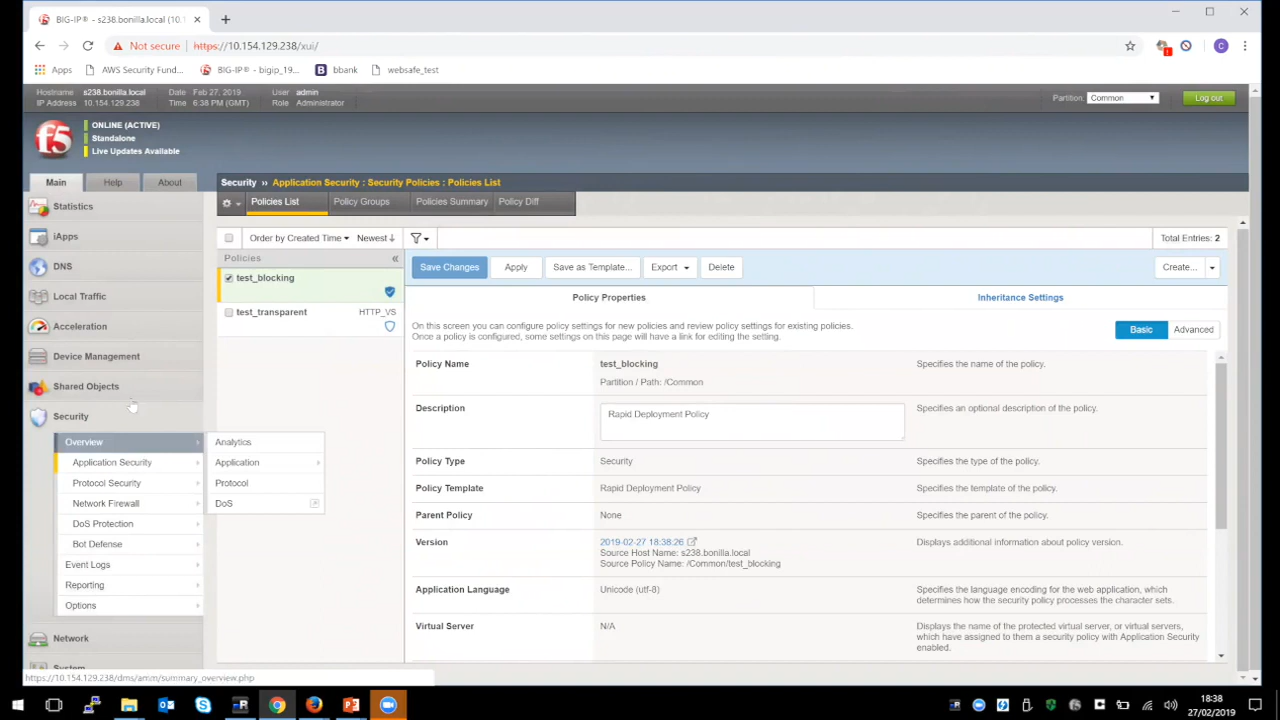 BIG-IP® - s238.bonilla.local (10.1
Not secure https://10.154.129.238/xui/
Apps AWS Security Fund... BIG-IP® - bigip_19... bbank websafe_test
Hostname s238.bonilla.local Date Feb 27, 2019 User admin
IP Address 10.154.129.238 Time 6:38 PM (GMT) Role Administrator
Partition: Common Log out
f5
ONLINE (ACTIVE)
Standalone
Live Updates Available
Main Help About
Security ›› Application Security : Security Policies : Policies List
Policies List Policy Groups Policies Summary Policy Diff
Statistics
iApps
DNS
Local Traffic
Acceleration
Device Management
Shared Objects
Security
Overview
Application Security
Protocol Security
Network Firewall
DoS Protection
Bot Defense
Event Logs
Reporting
Options
Network
System
Analytics
Application
Protocol
DoS
Order by Created Time Newest Total Entries: 2
Policies
test_blocking
test_transparent HTTP_VS
Save Changes Apply Save as Template... Export Delete Create...
Policy Properties Inheritance Settings
On this screen you can configure policy settings for new policies and review policy settings for existing policies.
Once a policy is configured, some settings on this page will have a link for editing the setting.
Basic Advanced
Policy Name test_blocking Specifies the name of the policy.
Partition / Path: /Common
Description Rapid Deployment Policy Specifies an optional description of the policy.
Policy Type Security Specifies the type of the policy.
Policy Template Rapid Deployment Policy Specifies the template of the policy.
Parent Policy None Specifies the parent of the policy.
Version 2019-02-27 18:38:26 Displays additional information about policy version.
Source Host Name: s238.bonilla.local
Source Policy Name: /Common/test_blocking
Application Language Unicode (utf-8) Specifies the language encoding for the web application, which
determines how the security policy processes the character sets.
Virtual Server N/A Displays the name of the protected virtual server, or virtual servers,
which have assigned to them a security policy with Application Security
enabled.
https://10.154.129.238/dms/amm/summary_overview.php
18:38
27/02/2019